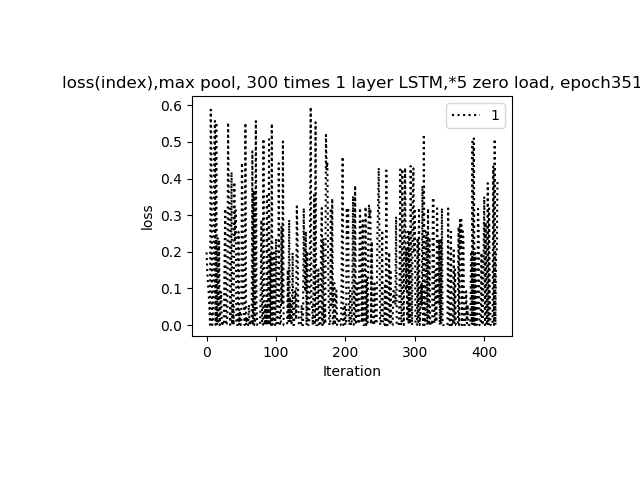 loss(index),max pool, 300 times 1 layer LSTM,*5 zero load, epoch351
1
0.6
0.5
0.4
0.3
0.2
0.1
0.0
loss
0 100 200 300 400
Iteration